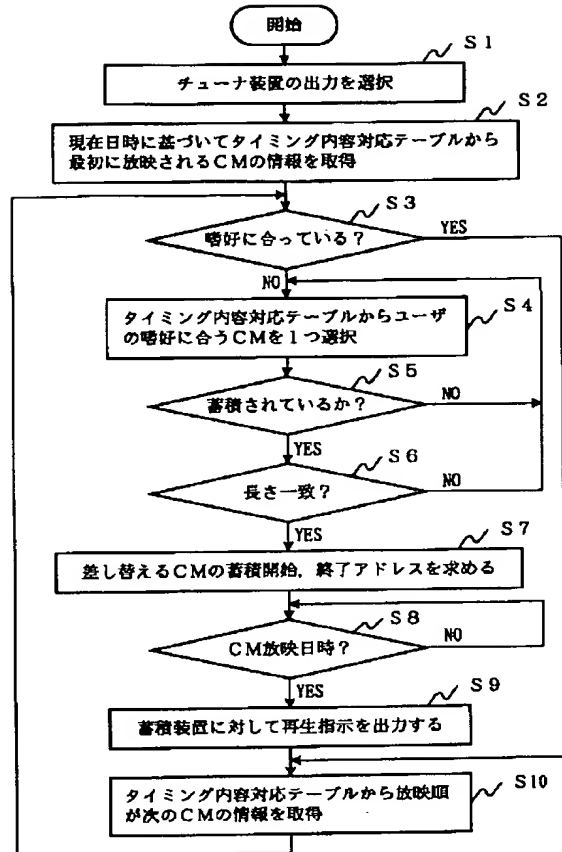 開始
S1
チューナ装置の出力を選択
S2
現在日時に基づいてタイミング内容対応テーブルから
最初に放映されるCMの情報を取得
S3
嗜好に合っている?
YES
NO
S4
タイミング内容対応テーブルからユーザ
の嗜好に合うCMを1つ選択
S5
蓄積されているか?
NO
YES
S6
長さ一致?
NO
YES
S7
差し替えるCMの蓄積開始,終了アドレスを求める
S8
CM放映日時?
NO
YES
S9
蓄積装置に対して再生指示を出力する
S10
タイミング内容対応テーブルから放映順
が次のCMの情報を取得